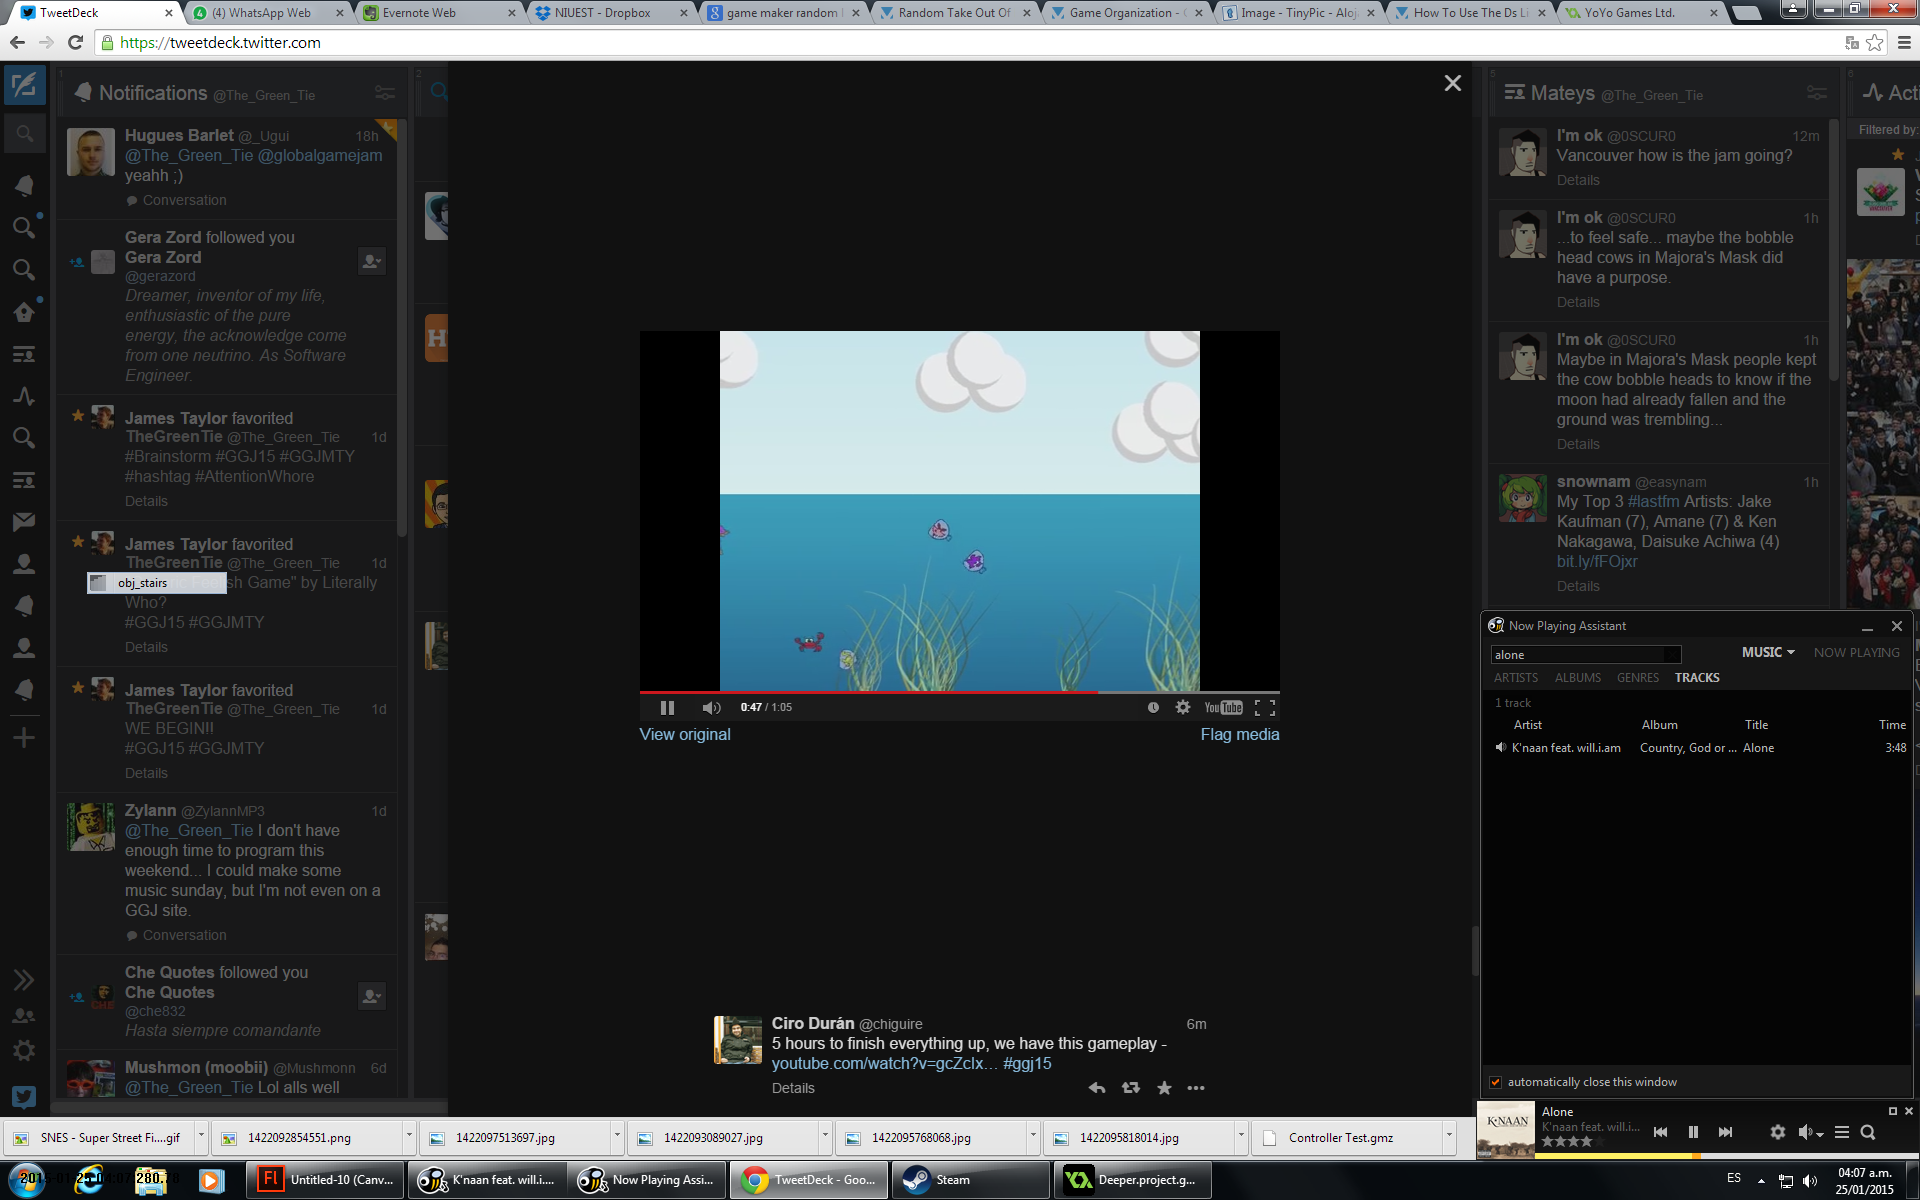 TweetDeck
(4) WhatsApp Web
Evernote Web
NIUEST - Dropbox
game maker random
Random Take Out Of
Game Organization -
Image - TinyPic - Aloj
How To Use The Ds Li
YoYo Games Ltd.
https://tweetdeck.twitter.com
1
Notifications @The_Green_Tie
2
Hugues Barlet @_Ugui 18h
@The_Green_Tie @globalgamejam
yeahh ;)
Conversation
Gera Zord followed you
Gera Zord
@gerazord
Dreamer, inventor of my life,
enthusiastic of the pure
energy, the acknowledge come
from one neutrino. As Software
Engineer.
James Taylor favorited
TheGreenTie @The_Green_Tie 1d
#Brainstorm #GGJ15 #GGJMTY
#hashtag #AttentionWhore
Details
James Taylor favorited
TheGreenTie @The_Green_Tie 1d
obj_stairs
sh Game" by Literally
Who?
#GGJ15 #GGJMTY
Details
James Taylor favorited
TheGreenTie @The_Green_Tie 1d
WE BEGIN!!
#GGJ15 #GGJMTY
Details
Zylann @ZylannMP3 1d
@The_Green_Tie I don't have
enough time to program this
weekend... I could make some
music sunday, but I'm not even on a
GGJ site.
Conversation
Che Quotes followed you
Che Quotes
@che832
Hasta siempre comandante
Mushmon (moobii) @Mushmonn 6d
@The_Green_Tie Lol alls well
0:47 / 1:05
YouTube
View original
Flag media
Ciro Durán @chiguire 6m
5 hours to finish everything up, we have this gameplay -
youtube.com/watch?v=gcZclx... #ggj15
Details
5
Mateys @The_Green_Tie
I'm ok @0SCUR0 12m
Vancouver how is the jam going?
Details
I'm ok @0SCUR0 1h
...to feel safe... maybe the bobble
head cows in Majora's Mask did
have a purpose.
Details
I'm ok @0SCUR0 1h
Maybe in Majora's Mask people kept
the cow bobble heads to know if the
moon had already fallen and the
ground was trembling...
Details
snownam @easynam 1h
My Top 3 #lastfm Artists: Jake
Kaufman (7), Amane (7) & Ken
Nakagawa, Daisuke Achiwa (4)
bit.ly/fFOjxr
Details
6
Acti
Filtered by:
Now Playing Assistant
alone
MUSIC
NOW PLAYING
ARTISTS ALBUMS GENRES TRACKS
1 track
Artist Album Title Time
K'naan feat. will.i.am Country, God or ... Alone 3:48
automatically close this window
K'NAAN
Alone
K'naan feat. will.i...
SNES - Super Street Fi....gif
1422092854551.png
1422097513697.jpg
1422093089027.jpg
1422095768068.jpg
1422095818014.jpg
Controller Test.gmz
2015-01-25 04:07:280.78
Untitled-10 (Canv...
K'naan feat. will.i....
Now Playing Assi...
TweetDeck - Goo...
Steam
Deeper.project.g...
ES
04:07 a.m.
25/01/2015